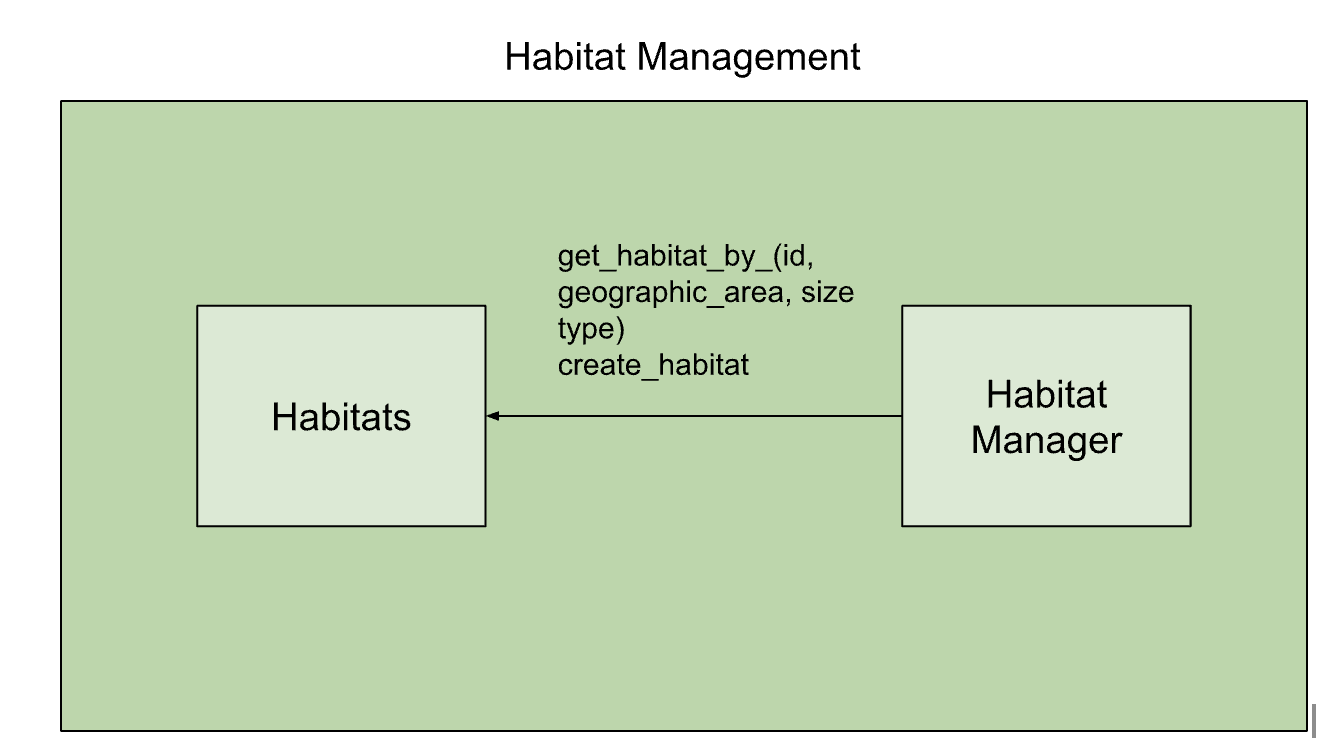 Habitat Management
get_habitat_by_(id,
geographic_area, size
type)
create_habitat
Habitats
Habitat
Manager